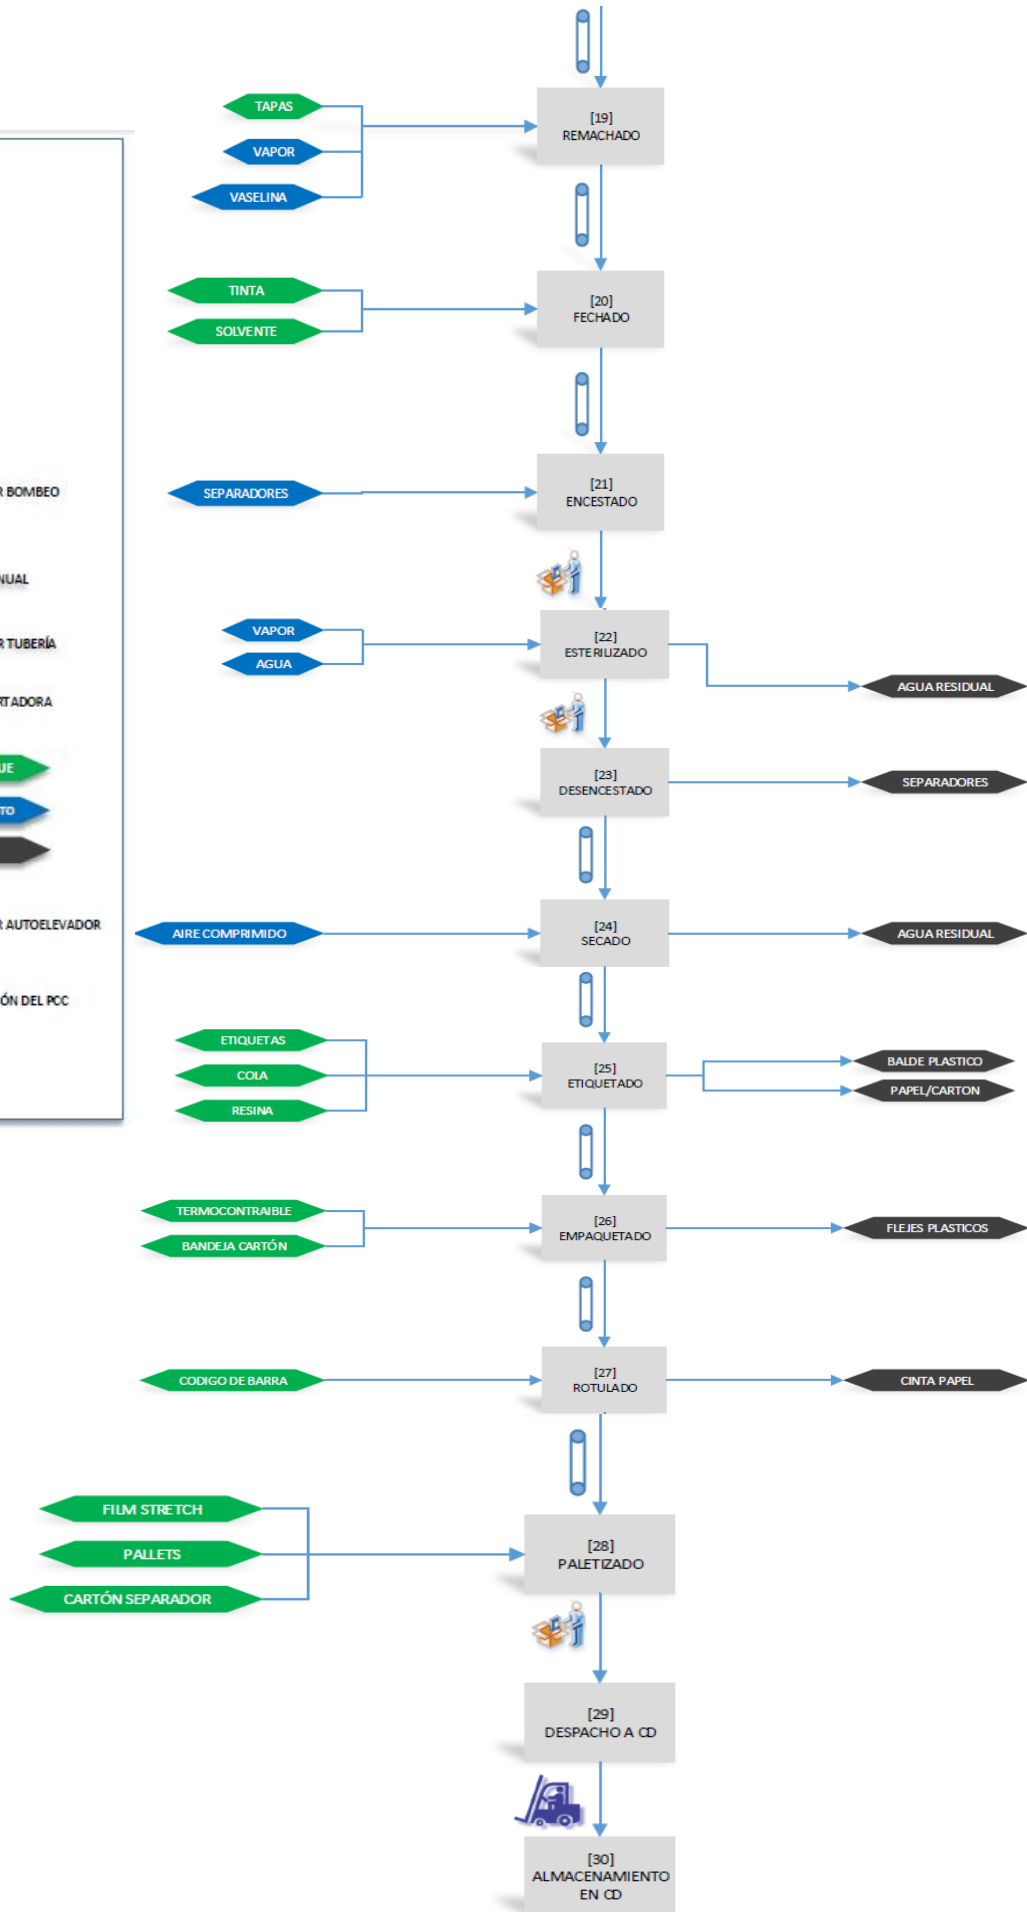 TAPAS
VAPOR
VASELINA
[19]
REMACHADO
TINTA
SOLVENTE
[20]
FECHADO
SEPARADORES
[21]
ENCESTADO
R BOMBEO
NUAL
R TUBERÍA
RTADORA
UE
TO
R AUTOELEVADOR
ÓN DEL PCC
VAPOR
AGUA
[22]
ESTERILIZADO
AGUA RESIDUAL
[23]
DESENCESTADO
SEPARADORES
AIRE COMPRIMIDO
[24]
SECADO
AGUA RESIDUAL
ETIQUETAS
COLA
RESINA
[25]
ETIQUETADO
BALDE PLASTICO
PAPEL/CARTON
TERMOCONTRAIBLE
BANDEJA CARTÓN
[26]
EMPAQUETADO
FLEJES PLASTICOS
CODIGO DE BARRA
[27]
ROTULADO
CINTA PAPEL
FILM STRETCH
PALLETS
CARTÓN SEPARADOR
[28]
PALETIZADO
[29]
DESPACHO A CD
[30]
ALMACENAMIENTO
EN CD